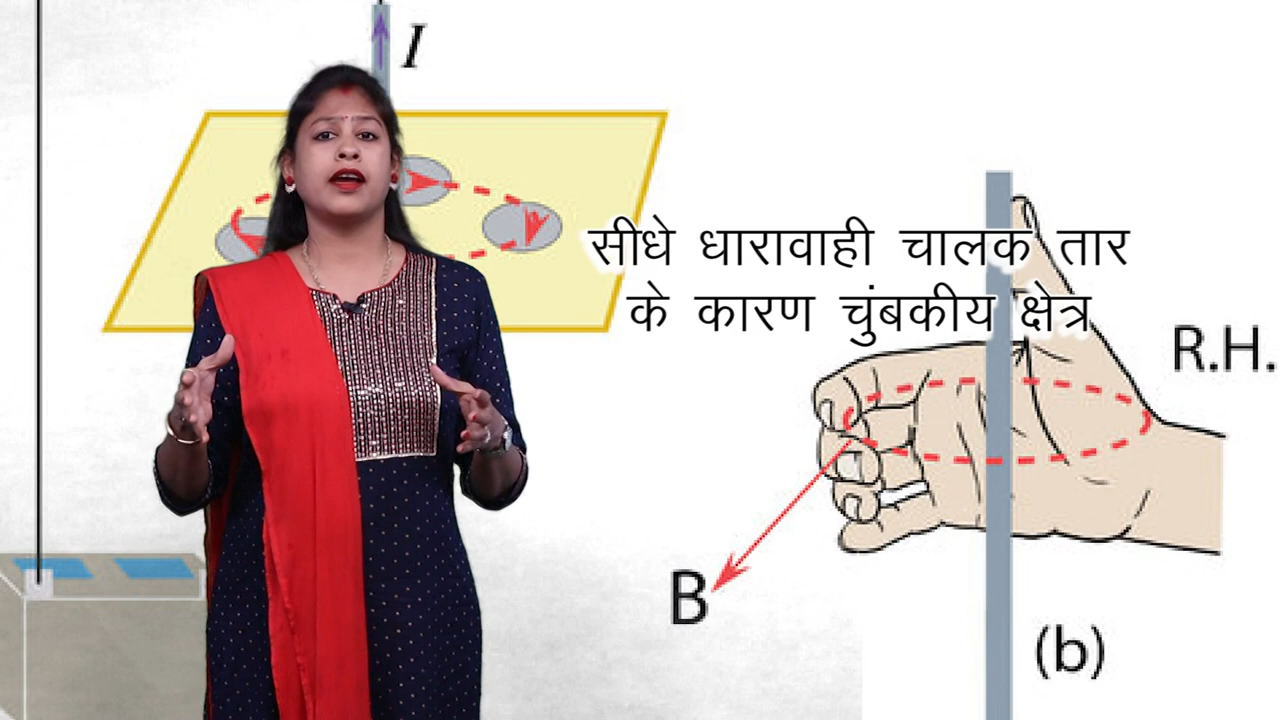 I
सीधे धारावाही चालक तार
के कारण चुंबकीय क्षेत्र
R.H.
B
(b)